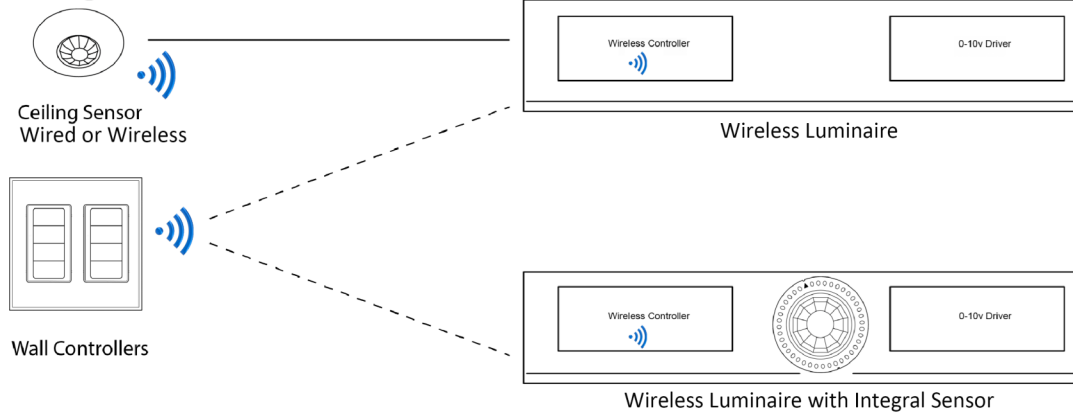 Wireless Controller
0-10v Driver
Ceiling Sensor
Wired or Wireless
Wireless Luminaire
Wall Controllers
Wireless Controller
0-10v Driver
Wireless Luminaire with Integral Sensor